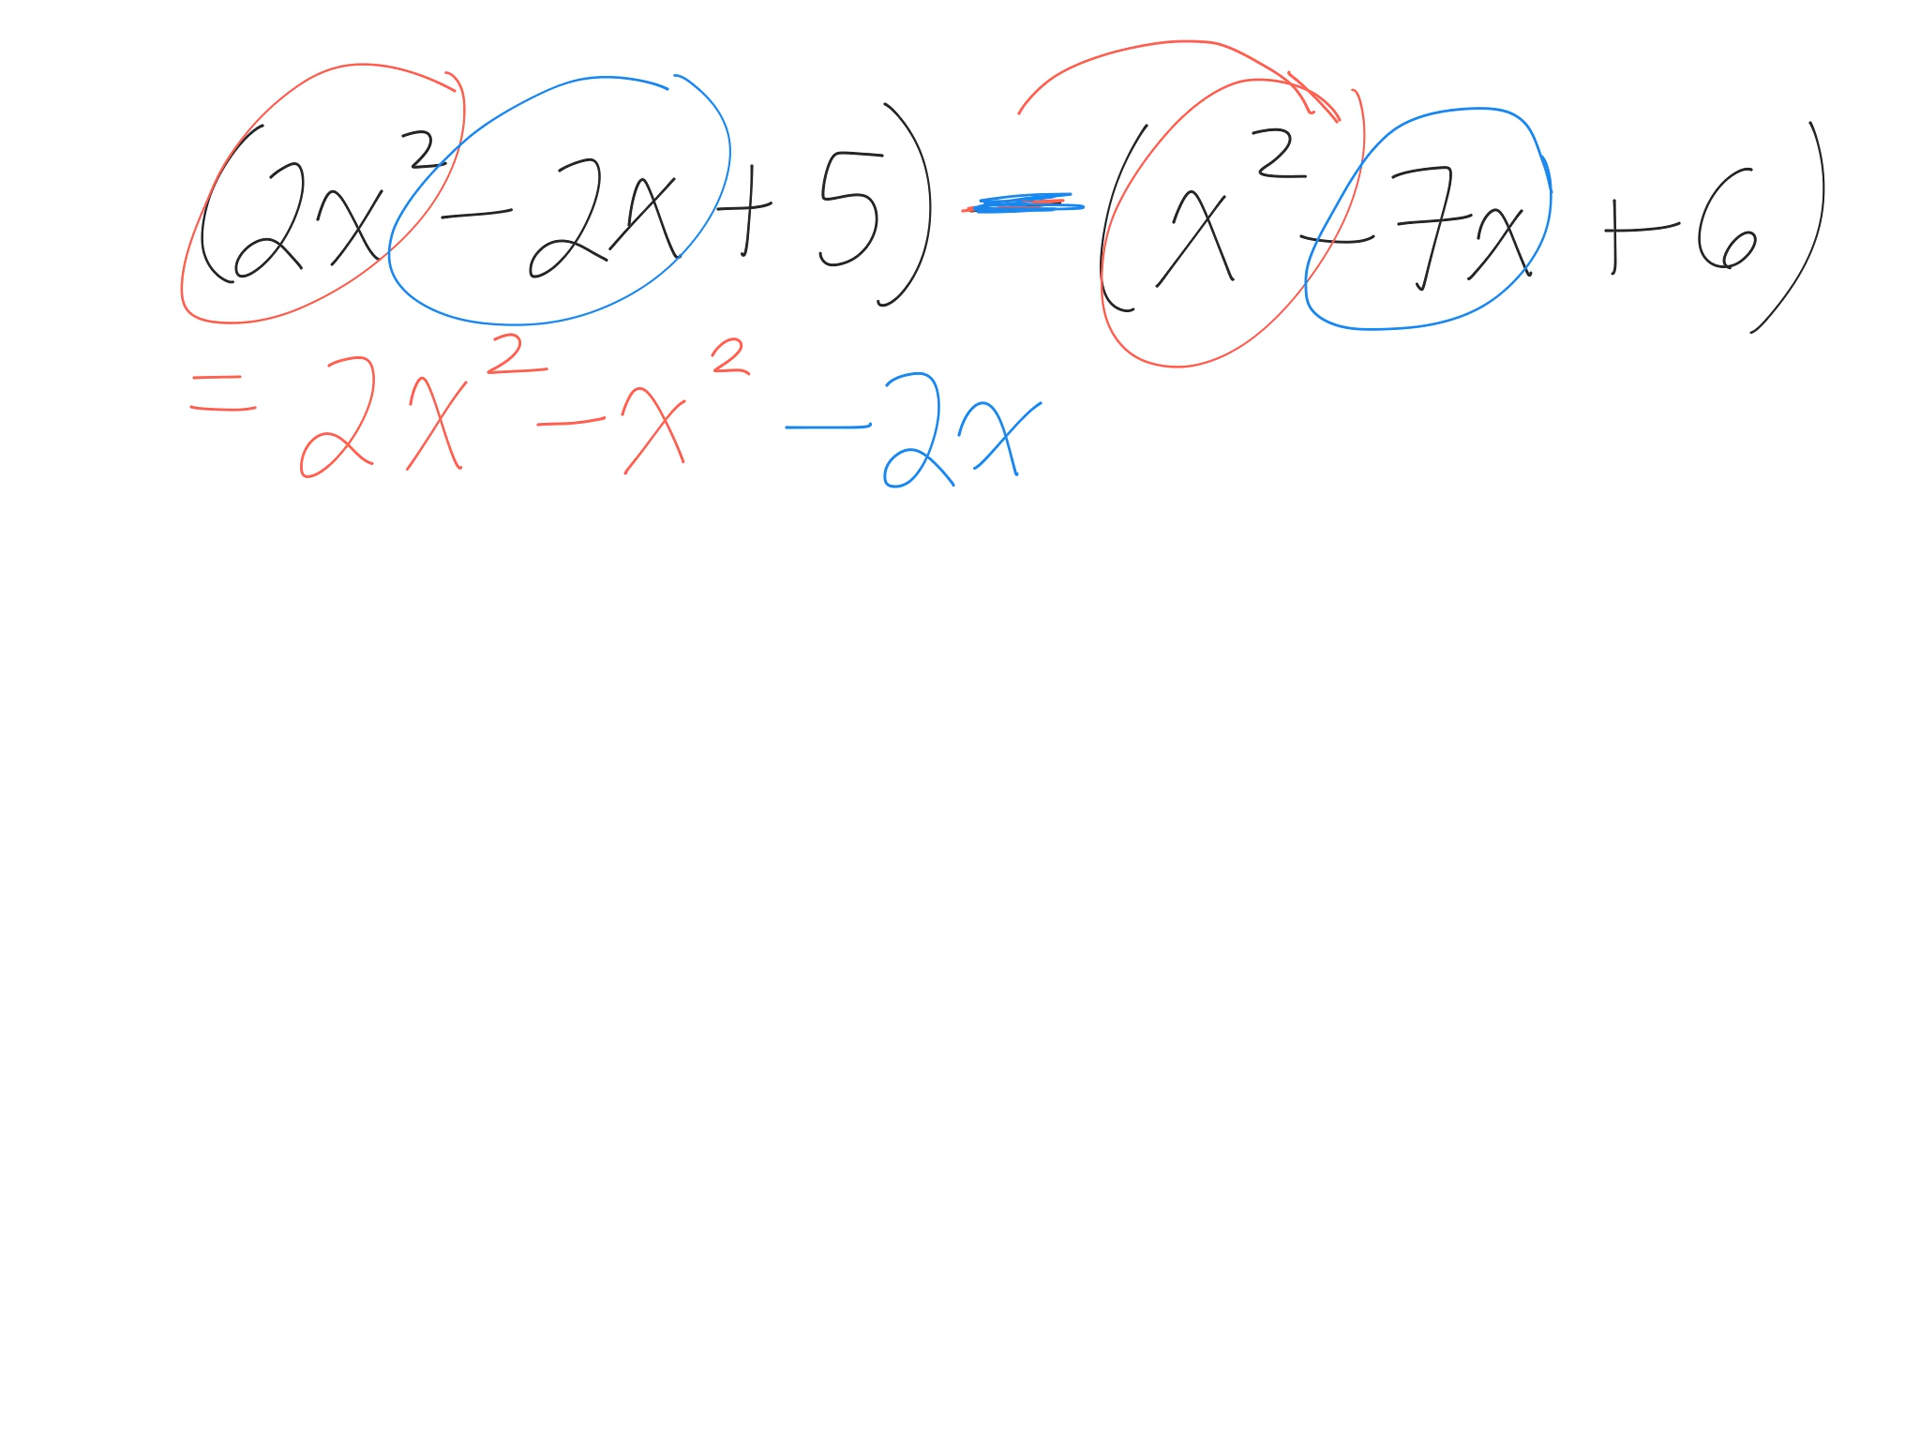 (2x² - 2x + 5) - (x² - 7x + 6)
= 2x² - x² - 2x